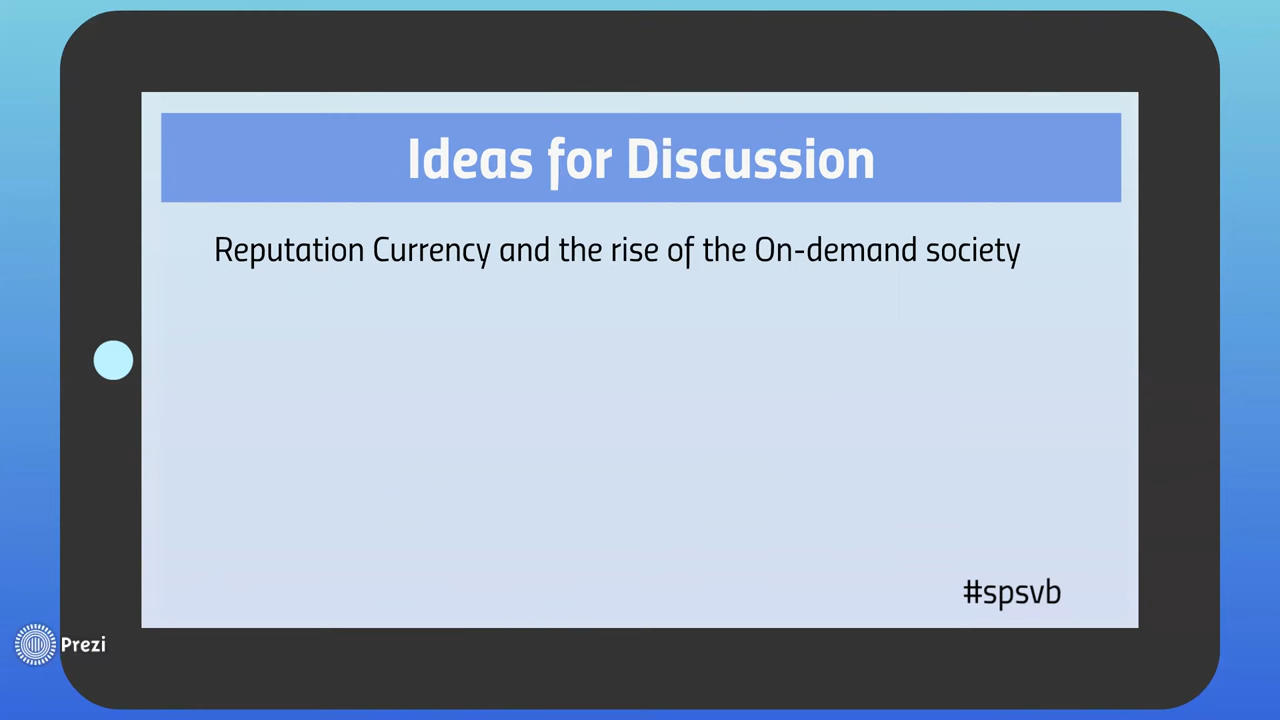 Ideas for Discussion
Reputation Currency and the rise of the On-demand society
#spsvb
Prezi